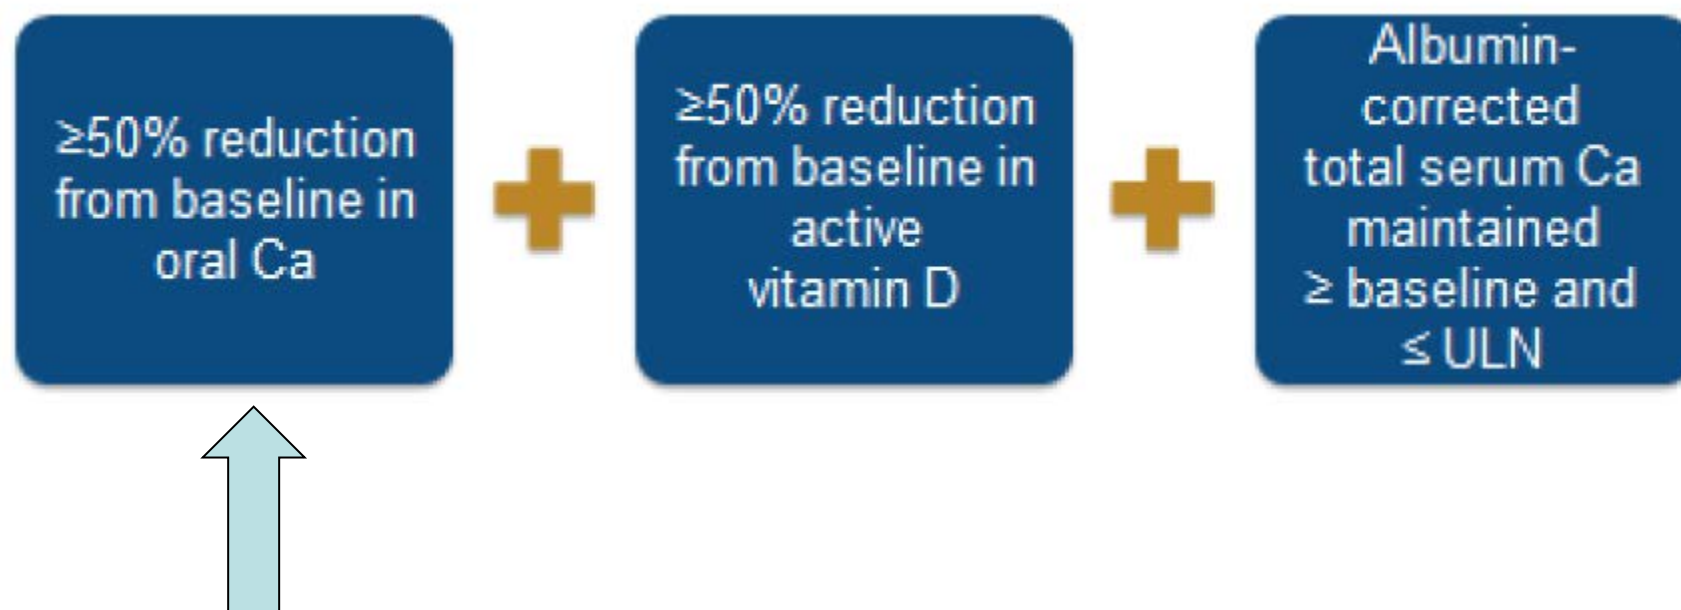 ≥50% reduction
from baseline in
oral Ca
≥50% reduction
from baseline in
active
vitamin D
Albumin-
corrected
total serum Ca
maintained
≥ baseline and
≤ ULN